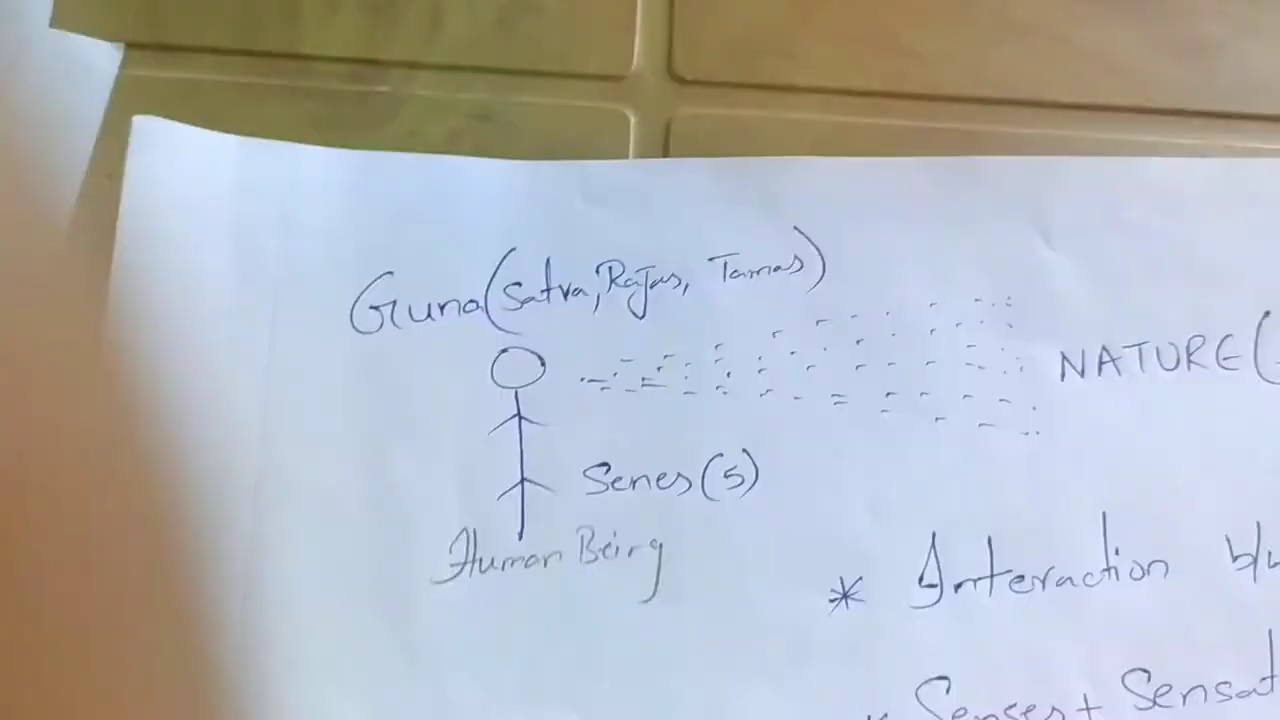 Guna(Satva, Rajas, Tamas)
NATURE(
Senes(5)
Human Being
* Interaction b/w
Senses + Sensat